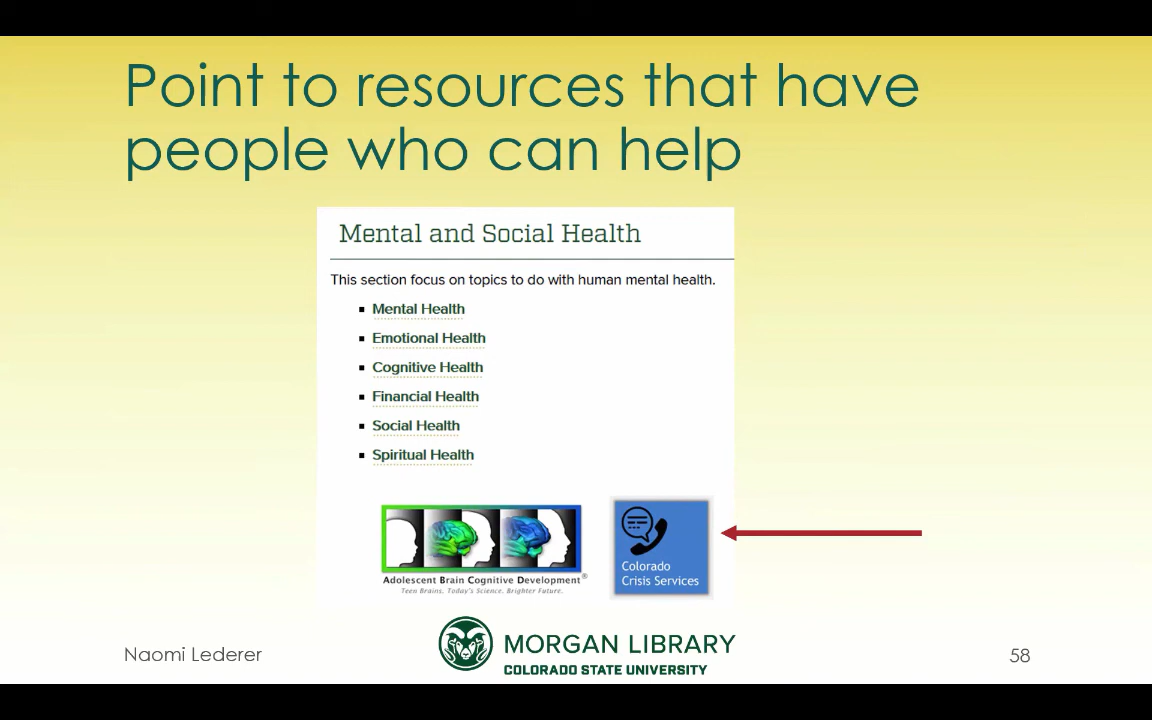 Point to resources that have
people who can help
Mental and Social Health
This section focus on topics to do with human mental health.
▪ Mental Health
▪ Emotional Health
▪ Cognitive Health
▪ Financial Health
▪ Social Health
▪ Spiritual Health
Adolescent Brain Cognitive Development®
Teen Brains. Today's Science. Brighter Future.
Colorado
Crisis Services
Naomi Lederer
MORGAN LIBRARY
COLORADO STATE UNIVERSITY
58